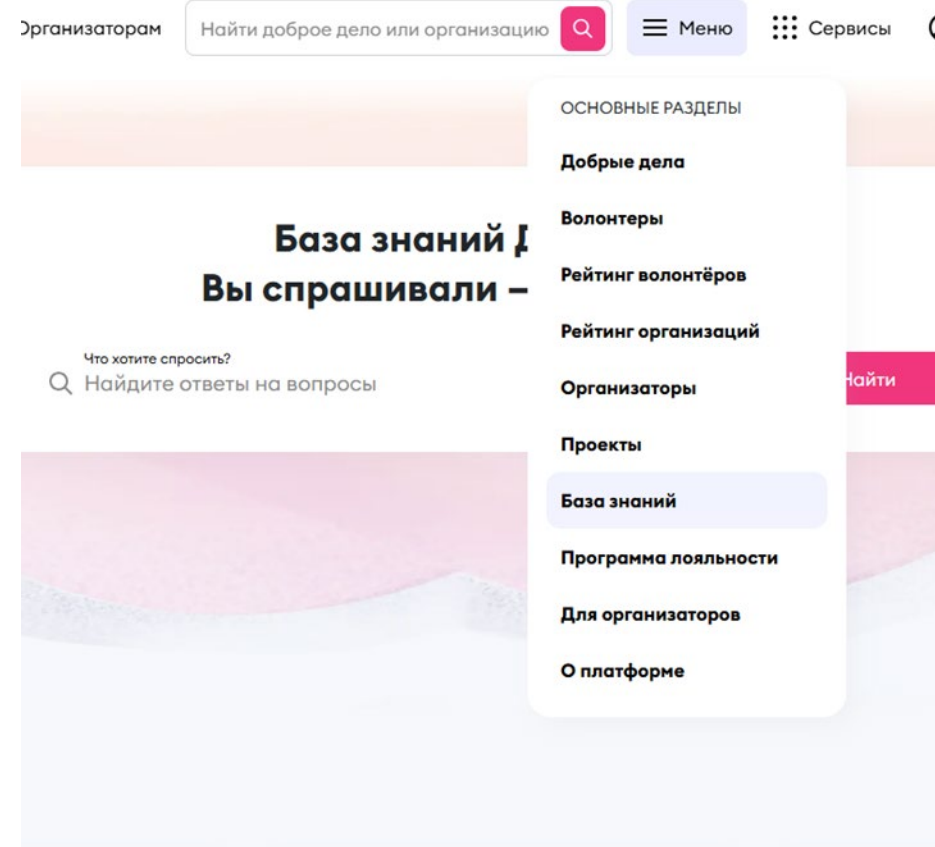 Организаторам
Найти доброе дело или организацию
Меню
Сервисы
ОСНОВНЫЕ РАЗДЕЛЫ
Добрые дела
Волонтеры
Рейтинг волонтёров
Рейтинг организаций
Организаторы
Проекты
База знаний
Программа лояльности
Для организаторов
О платформе
База знаний
Вы спрашивали –
Что хотите спросить?
Найдите ответы на вопросы
Найти